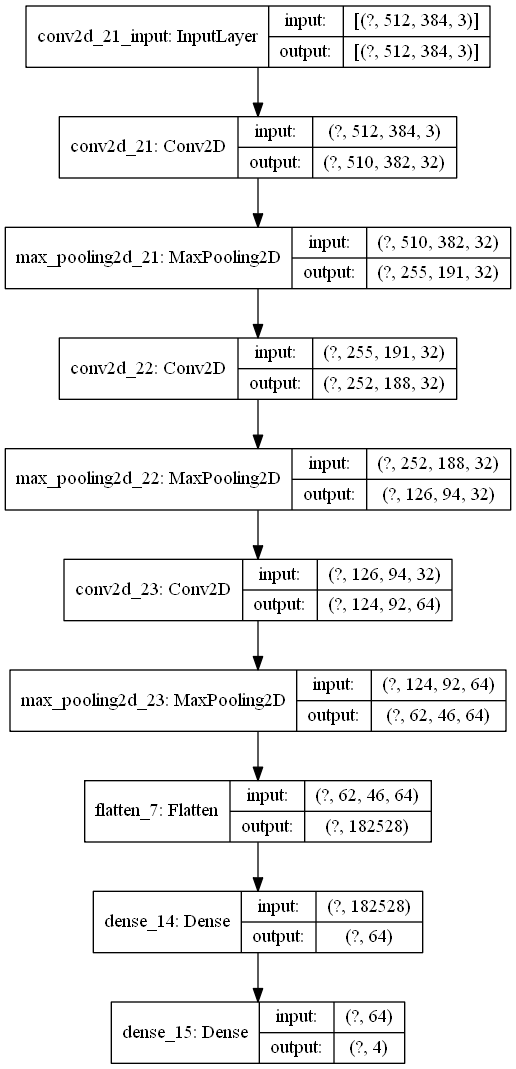 conv2d_21_input: InputLayer
input: [(?, 512, 384, 3)]
output: [(?, 512, 384, 3)]
conv2d_21: Conv2D
input: (?, 512, 384, 3)
output: (?, 510, 382, 32)
max_pooling2d_21: MaxPooling2D
input: (?, 510, 382, 32)
output: (?, 255, 191, 32)
conv2d_22: Conv2D
input: (?, 255, 191, 32)
output: (?, 252, 188, 32)
max_pooling2d_22: MaxPooling2D
input: (?, 252, 188, 32)
output: (?, 126, 94, 32)
conv2d_23: Conv2D
input: (?, 126, 94, 32)
output: (?, 124, 92, 64)
max_pooling2d_23: MaxPooling2D
input: (?, 124, 92, 64)
output: (?, 62, 46, 64)
flatten_7: Flatten
input: (?, 62, 46, 64)
output: (?, 182528)
dense_14: Dense
input: (?, 182528)
output: (?, 64)
dense_15: Dense
input: (?, 64)
output: (?, 4)